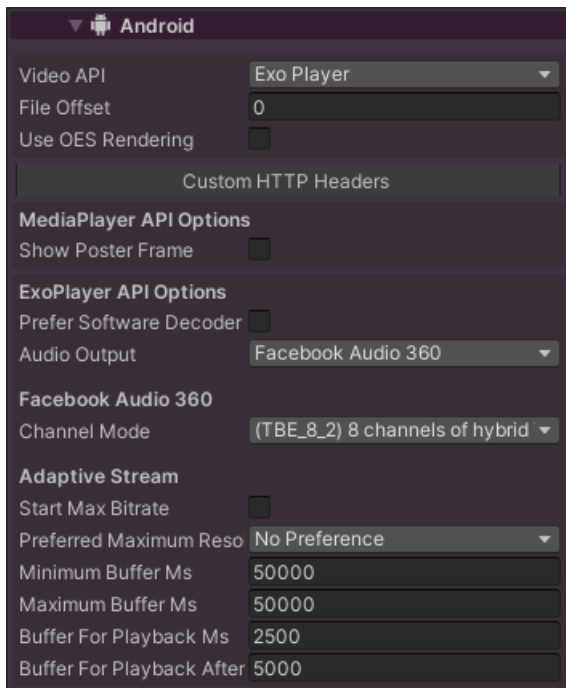 Android
Video API Exo Player
File Offset 0
Use OES Rendering
Custom HTTP Headers
MediaPlayer API Options
Show Poster Frame
ExoPlayer API Options
Prefer Software Decoder
Audio Output Facebook Audio 360
Facebook Audio 360
Channel Mode (TBE_8_2) 8 channels of hybrid
Adaptive Stream
Start Max Bitrate
Preferred Maximum Reso No Preference
Minimum Buffer Ms 50000
Maximum Buffer Ms 50000
Buffer For Playback Ms 2500
Buffer For Playback After 5000